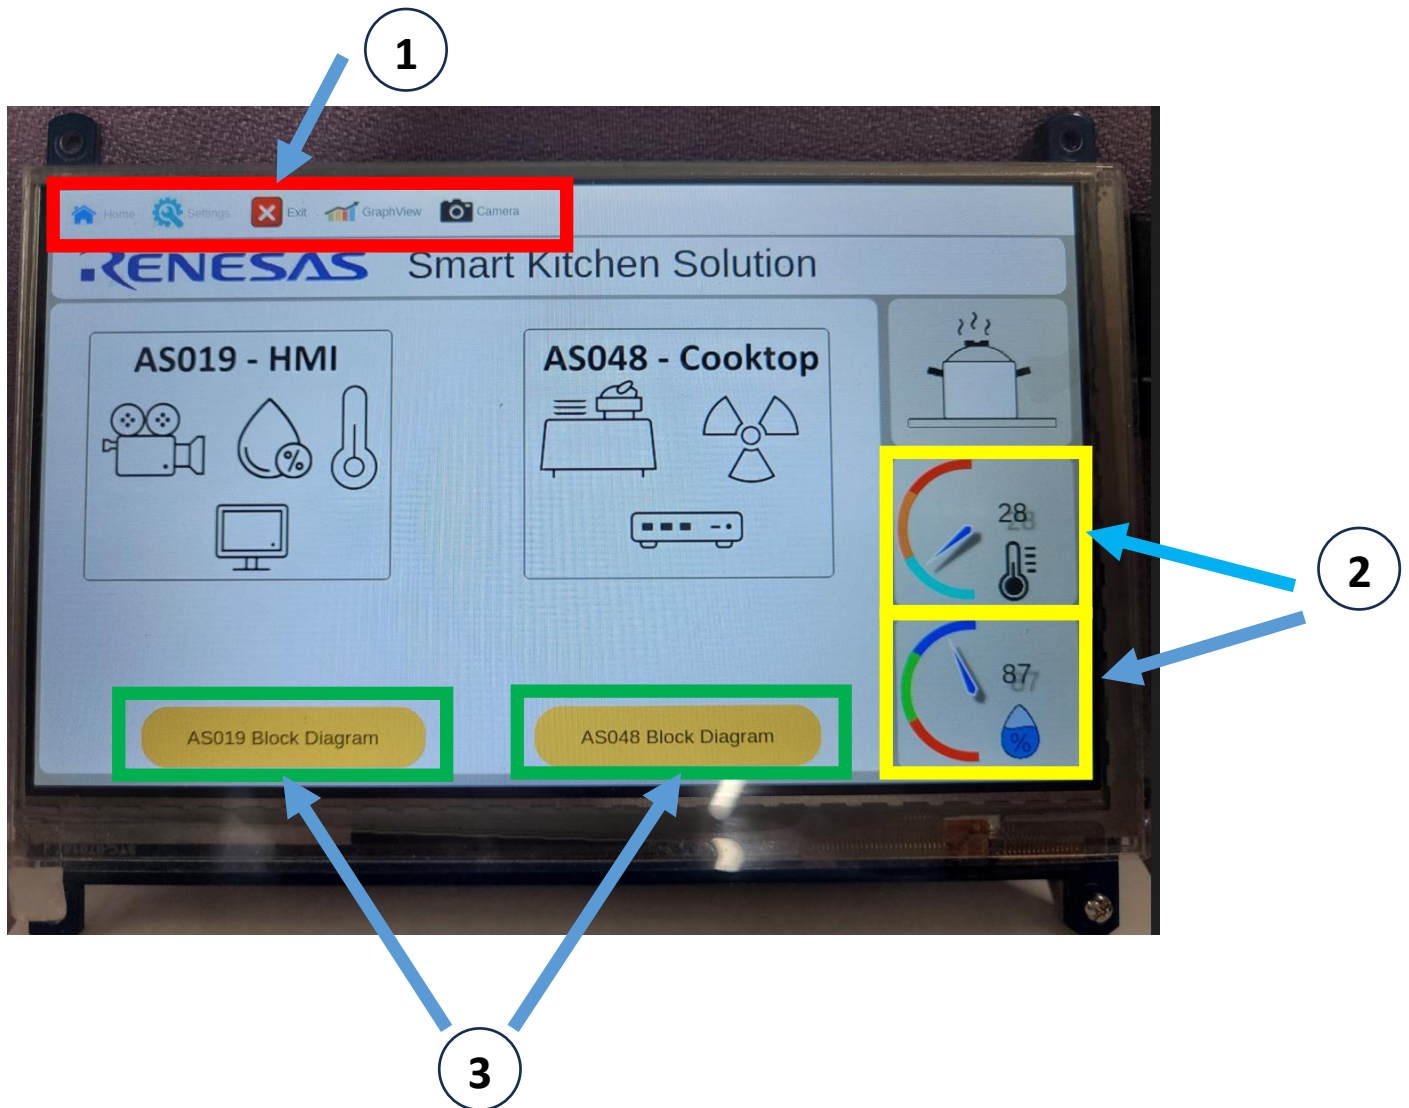 1
Home Settings Exit GraphView Camera
RENESAS Smart Kitchen Solution
AS019 - HMI
AS048 - Cooktop
%
28
2
87
%
AS019 Block Diagram
AS048 Block Diagram
3